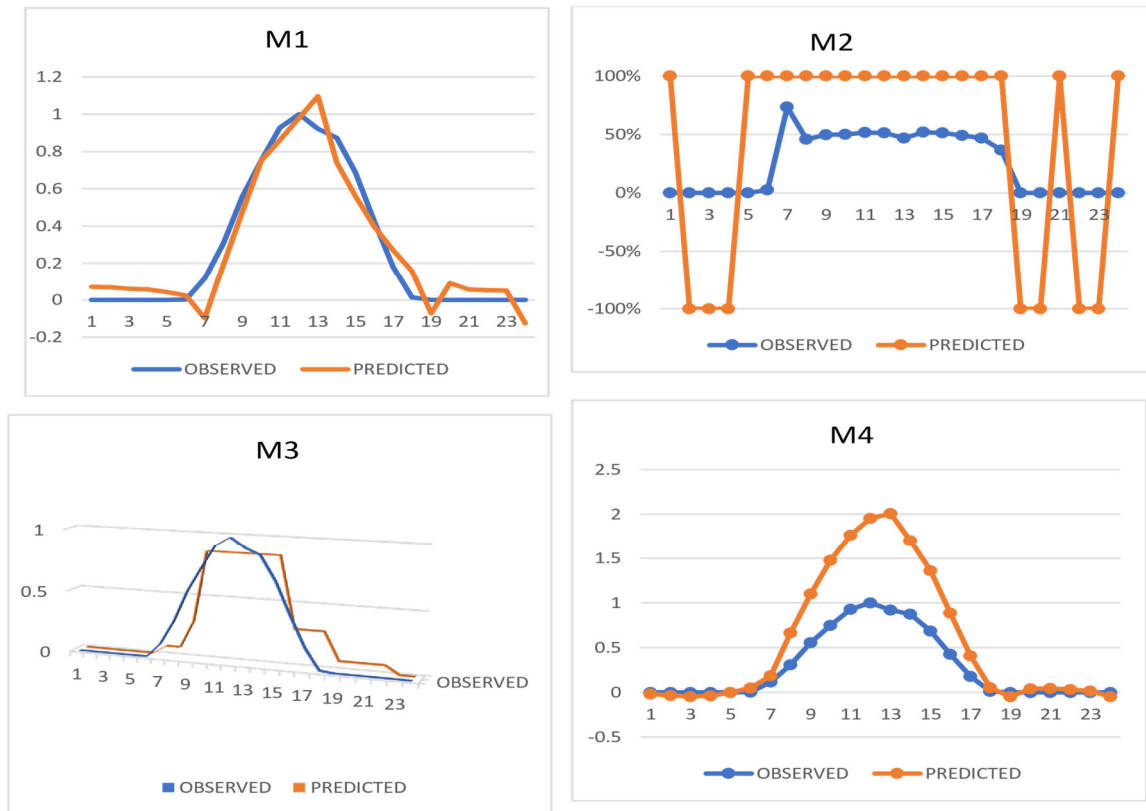 M1
1.2
1
0.8
0.6
0.4
0.2
0
-0.2
1 3 5 7 9 11 13 15 17 19 21 23
OBSERVED PREDICTED
M2
100%
50%
0%
-50%
-100%
1 3 5 7 9 11 13 15 17 19 21 23
OBSERVED PREDICTED
M3
1
0.5
0
1 3 5 7 9 11 13 15 17 19 21 23
OBSERVED
OBSERVED PREDICTED
M4
2.5
2
1.5
1
0.5
0
-0.5
1 3 5 7 9 11 13 15 17 19 21 23
OBSERVED PREDICTED